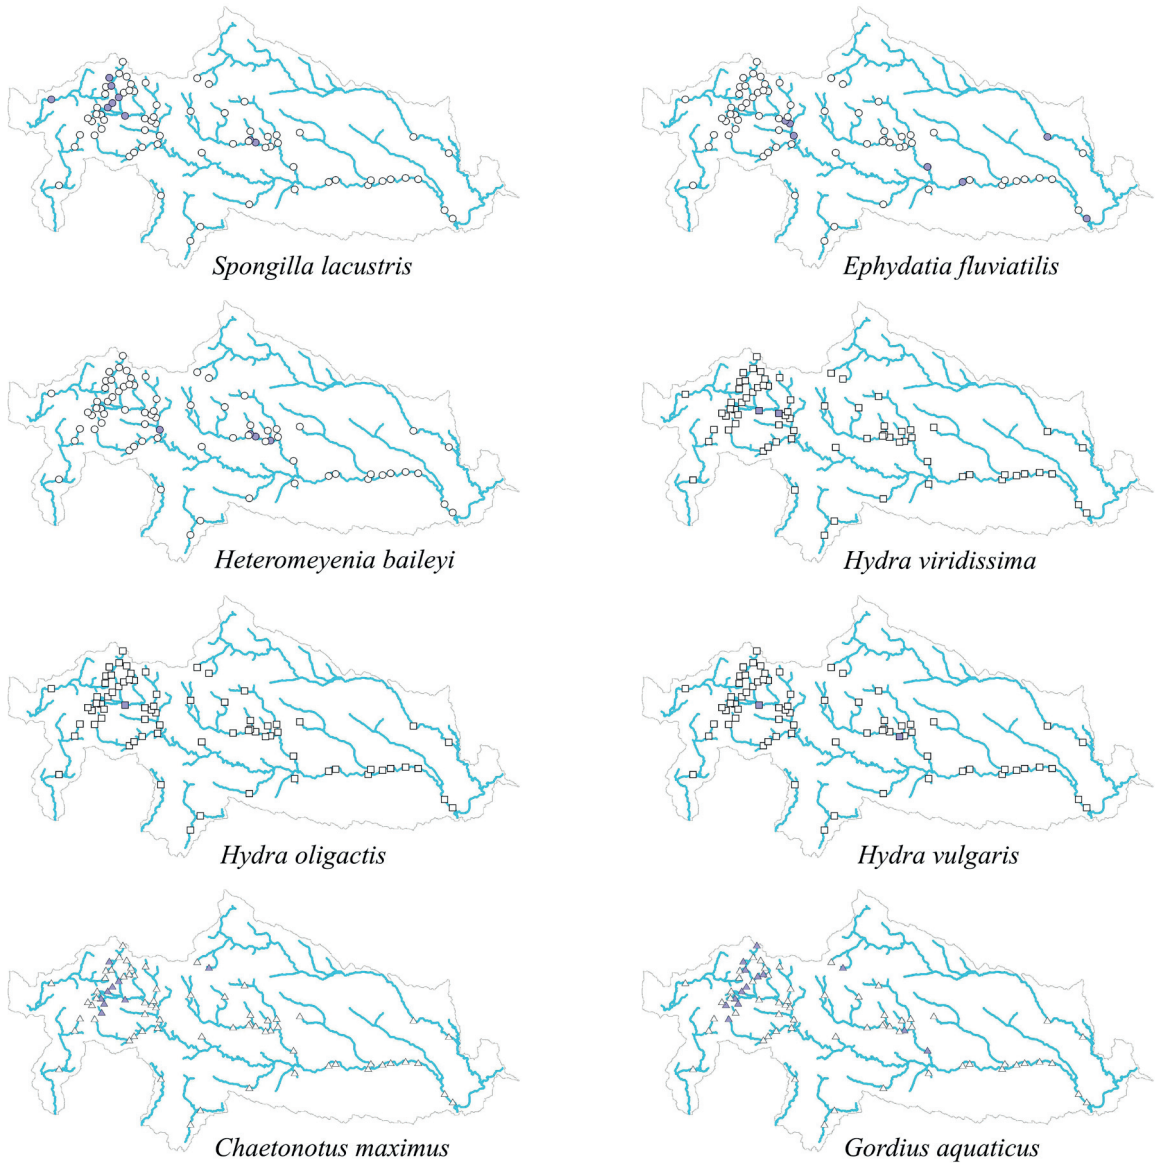 Spongilla lacustris
Ephydatia fluviatilis
Heteromeyenia baileyi
Hydra viridissima
Hydra oligactis
Hydra vulgaris
Chaetonotus maximus
Gordius aquaticus